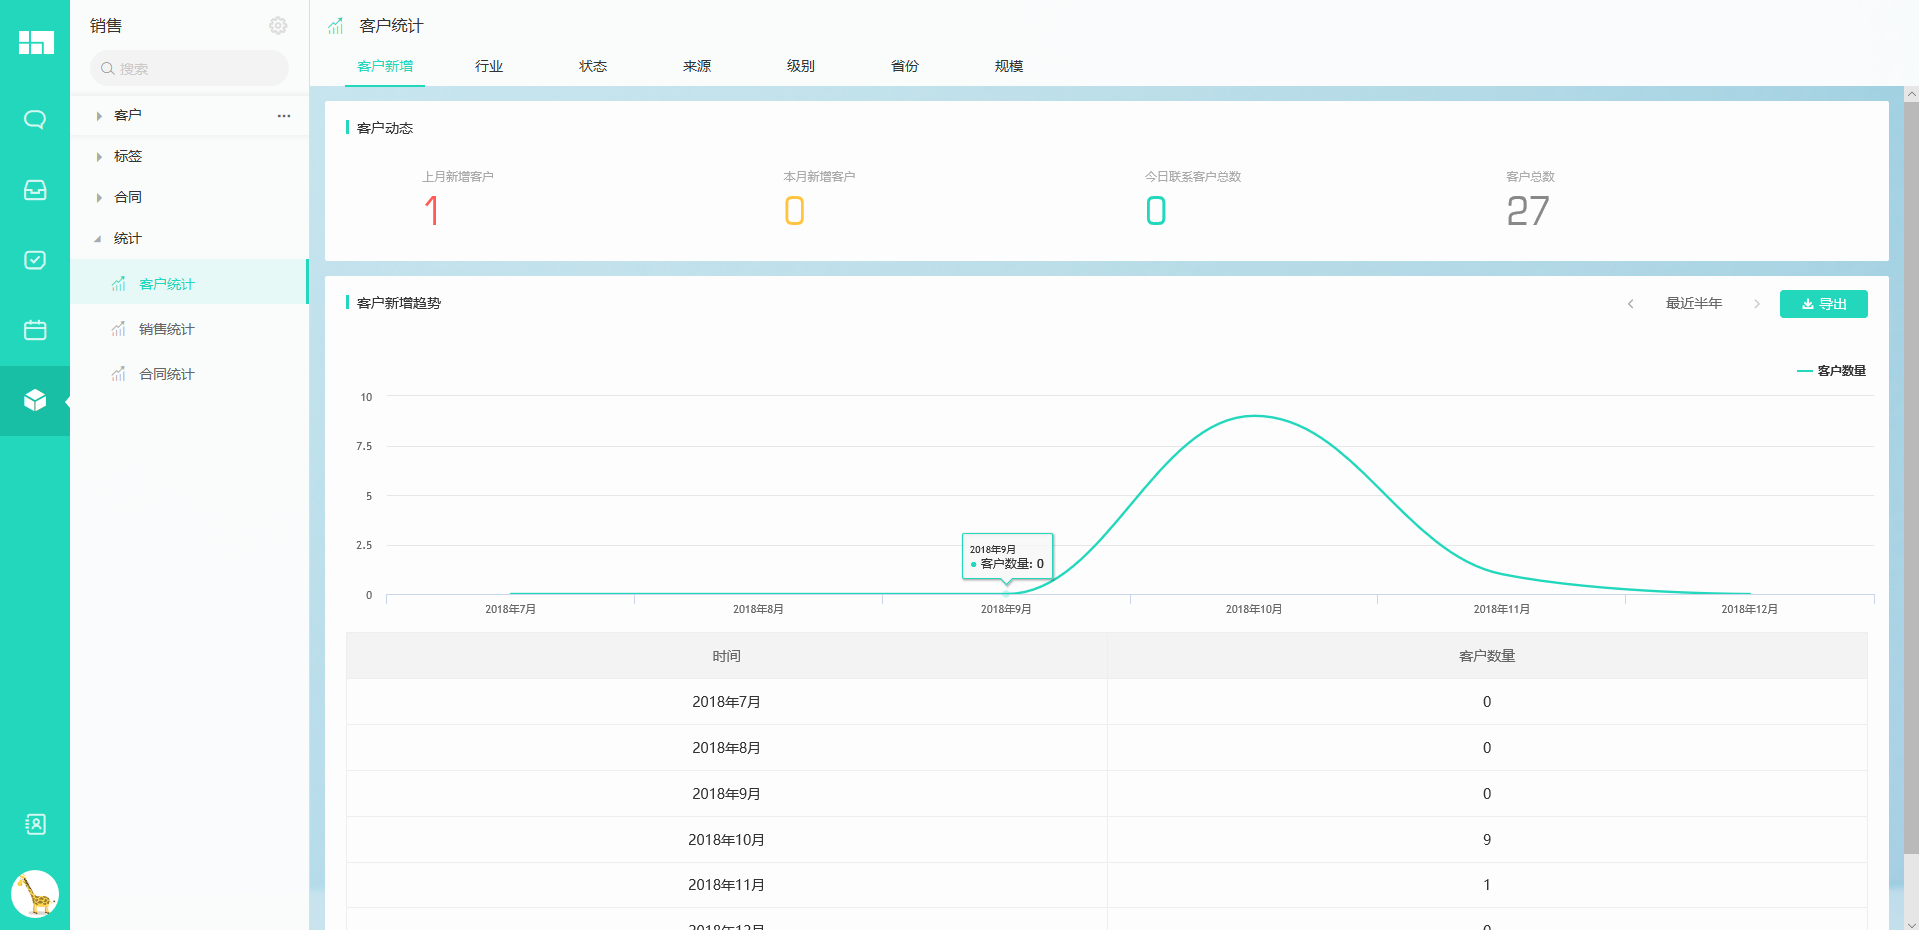 销售
搜索
客户
标签
合同
统计
客户统计
销售统计
合同统计
客户统计
客户新增 行业 状态 来源 级别 省份 规模
客户动态
上月新增客户 本月新增客户 今日联系客户总数 客户总数
1 0 0 27
客户新增趋势
最近半年 导出
客户数量
10
7.5
5
2.5
0
2018年9月
客户数量: 0
2018年7月 2018年8月 2018年9月 2018年10月 2018年11月 2018年12月
时间 客户数量
2018年7月 0
2018年8月 0
2018年9月 0
2018年10月 9
2018年11月 1
2018年12月 0